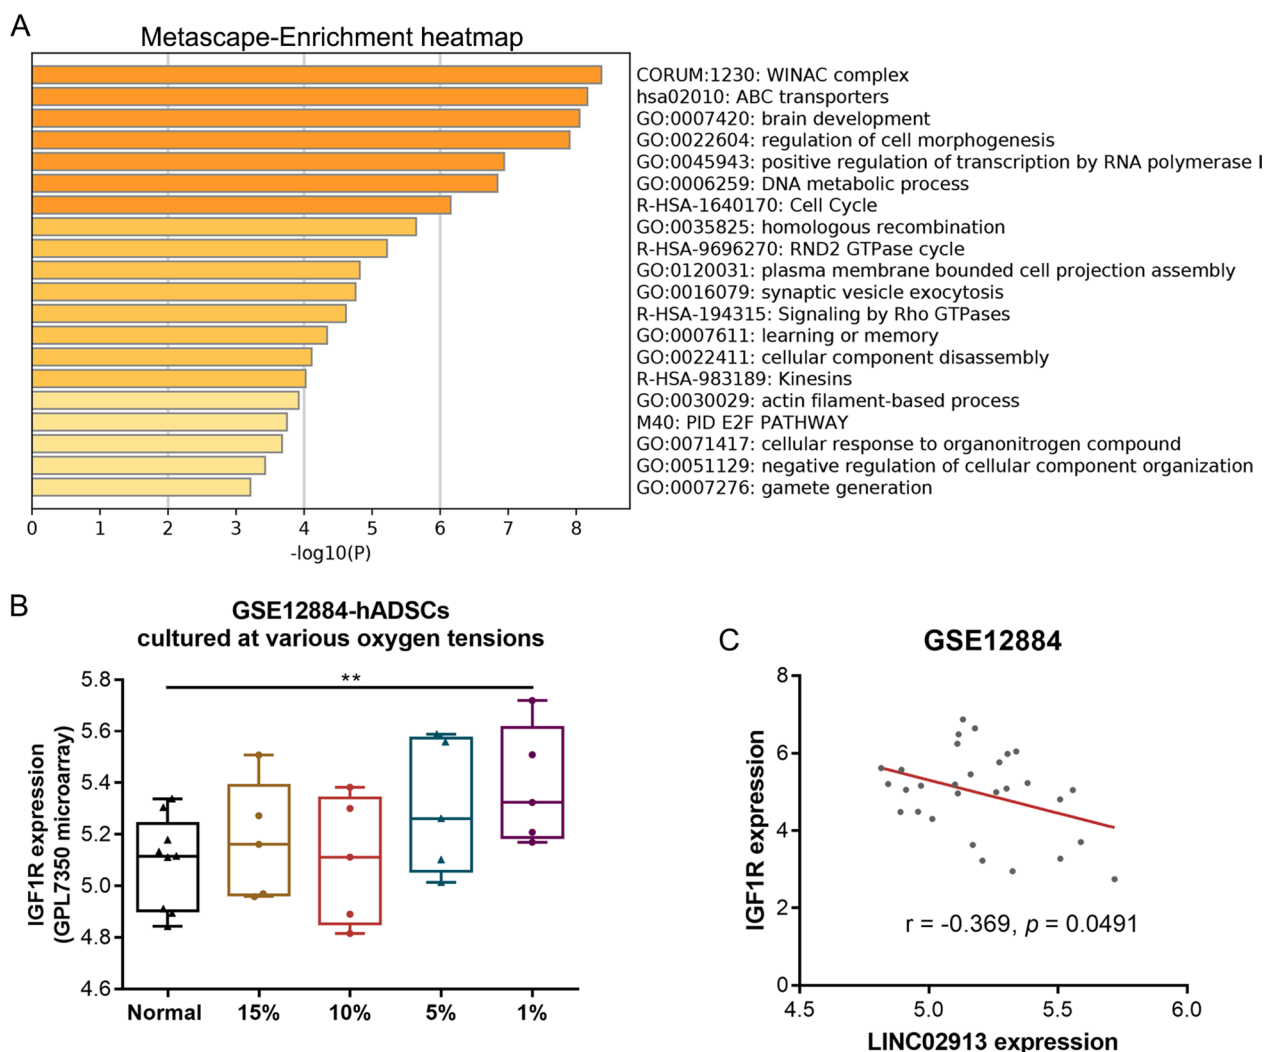 A
Metascape-Enrichment heatmap
CORUM:1230: WINAC complex
hsa02010: ABC transporters
GO:0007420: brain development
GO:0022604: regulation of cell morphogenesis
GO:0045943: positive regulation of transcription by RNA polymerase I
GO:0006259: DNA metabolic process
R-HSA-1640170: Cell Cycle
GO:0035825: homologous recombination
R-HSA-9696270: RND2 GTPase cycle
GO:0120031: plasma membrane bounded cell projection assembly
GO:0016079: synaptic vesicle exocytosis
R-HSA-194315: Signaling by Rho GTPases
GO:0007611: learning or memory
GO:0022411: cellular component disassembly
R-HSA-983189: Kinesins
GO:0030029: actin filament-based process
M40: PID E2F PATHWAY
GO:0071417: cellular response to organonitrogen compound
GO:0051129: negative regulation of cellular component organization
GO:0007276: gamete generation
0 1 2 3 4 5 6 7 8
-log10(P)
B
GSE12884-hADSCs
cultured at various oxygen tensions
IGF1R expression
(GPL7350 microarray)
5.8
5.6
5.4
5.2
5.0
4.8
4.6
**
Normal 15% 10% 5% 1%
C
GSE12884
IGF1R expression
8
6
4
2
0
r = -0.369, p = 0.0491
4.5 5.0 5.5 6.0
LINC02913 expression